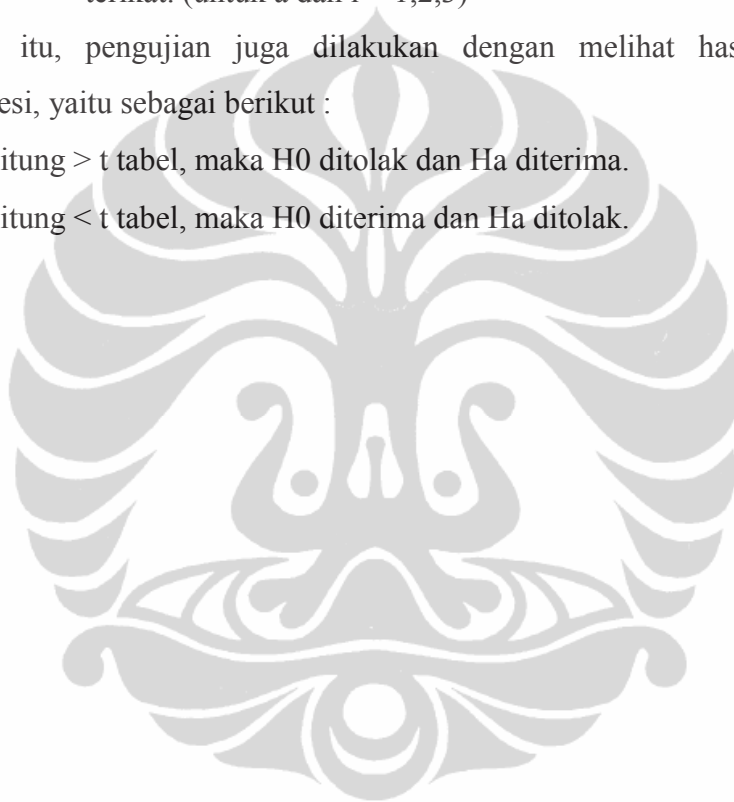 terikat. (untuk a dan i = 1,2,3)
itu, pengujian juga dilakukan dengan melihat has
esi, yaitu sebagai berikut :
itung > t tabel, maka H0 ditolak dan Ha diterima.
itung < t tabel, maka H0 diterima dan Ha ditolak.